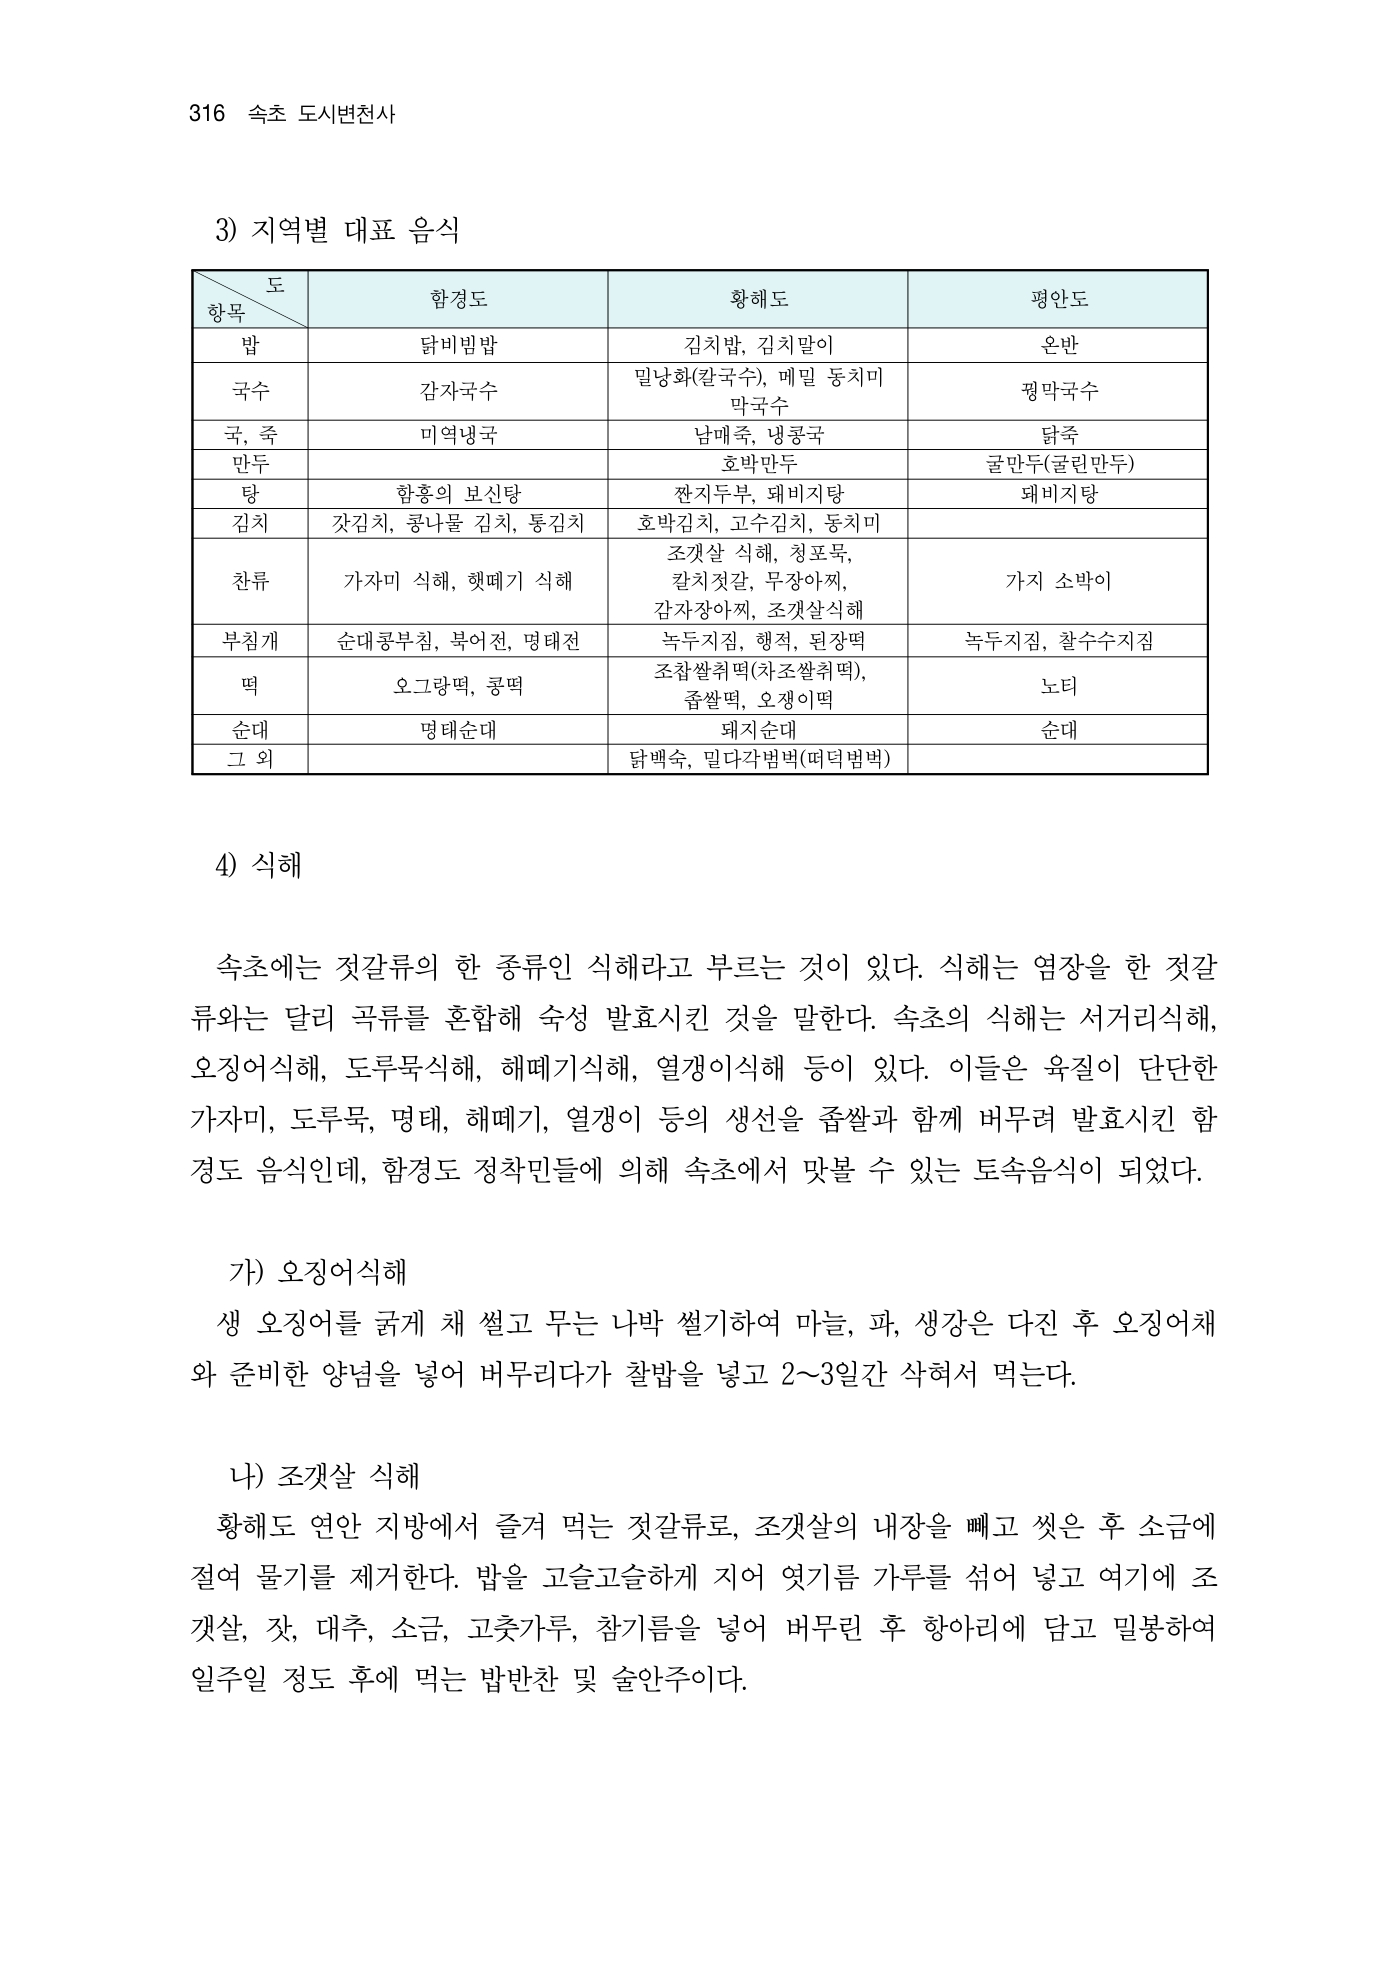 316 속초 도시변천사
3) 지역별 대표 음식
도
항목
함경도 황해도 평안도
밥 닭비빔밥 김치밥, 김치말이 온반
국수 감자국수 밀낭화(칼국수), 메밀 동치미
막국수 꿩막국수
국, 죽 미역냉국 남매죽, 냉콩국 닭죽
만두 호박만두 굴만두(굴린만두)
탕 함흥의 보신탕 짠지두부, 돼비지탕 돼비지탕
김치 갓김치, 콩나물 김치, 통김치 호박김치, 고수김치, 동치미
찬류 가자미 식해, 햇떼기 식해 조갯살 식해, 청포묵,
칼치젓갈, 무장아찌,
감자장아찌, 조갯살식해 가지 소박이
부침개 순대콩부침, 북어전, 명태전 녹두지짐, 행적, 된장떡 녹두지짐, 찰수수지짐
떡 오그랑떡, 콩떡 조찹쌀취떡(차조쌀취떡),
좁쌀떡, 오쟁이떡 노티
순대 명태순대 돼지순대 순대
그 외 닭백숙, 밀다각범벅(떠덕범벅)
4) 식해
속초에는 젓갈류의 한 종류인 식해라고 부르는 것이 있다. 식해는 염장을 한 젓갈
류와는 달리 곡류를 혼합해 숙성 발효시킨 것을 말한다. 속초의 식해는 서거리식해,
오징어식해, 도루묵식해, 해떼기식해, 열갱이식해 등이 있다. 이들은 육질이 단단한
가자미, 도루묵, 명태, 해떼기, 열갱이 등의 생선을 좁쌀과 함께 버무려 발효시킨 함
경도 음식인데, 함경도 정착민들에 의해 속초에서 맛볼 수 있는 토속음식이 되었다.
가) 오징어식해
생 오징어를 굵게 채 썰고 무는 나박 썰기하여 마늘, 파, 생강은 다진 후 오징어채
와 준비한 양념을 넣어 버무리다가 찰밥을 넣고 2~3일간 삭혀서 먹는다.
나) 조갯살 식해
황해도 연안 지방에서 즐겨 먹는 젓갈류로, 조갯살의 내장을 빼고 씻은 후 소금에
절여 물기를 제거한다. 밥을 고슬고슬하게 지어 엿기름 가루를 섞어 넣고 여기에 조
갯살, 잣, 대추, 소금, 고춧가루, 참기름을 넣어 버무린 후 항아리에 담고 밀봉하여
일주일 정도 후에 먹는 밥반찬 및 술안주이다.